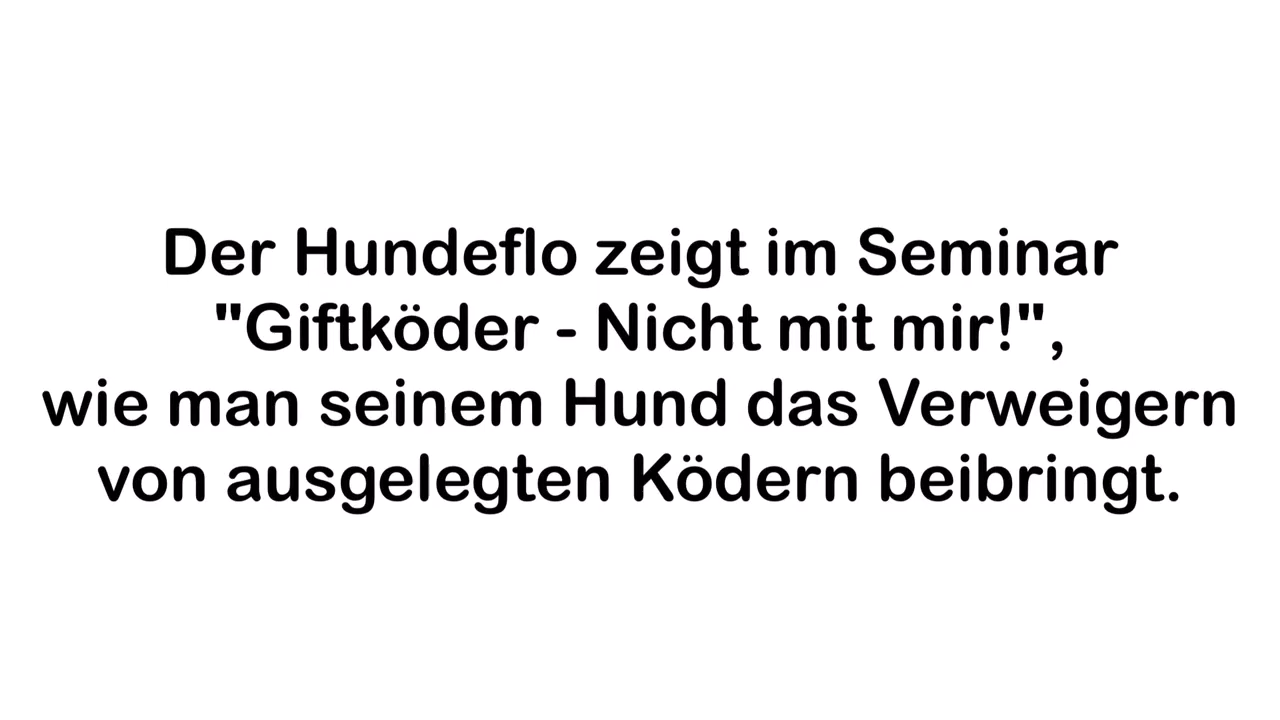 Der Hundeflo zeigt im Seminar
"Giftköder - Nicht mit mir!",
wie man seinem Hund das Verweigern
von ausgelegten Ködern beibringt.